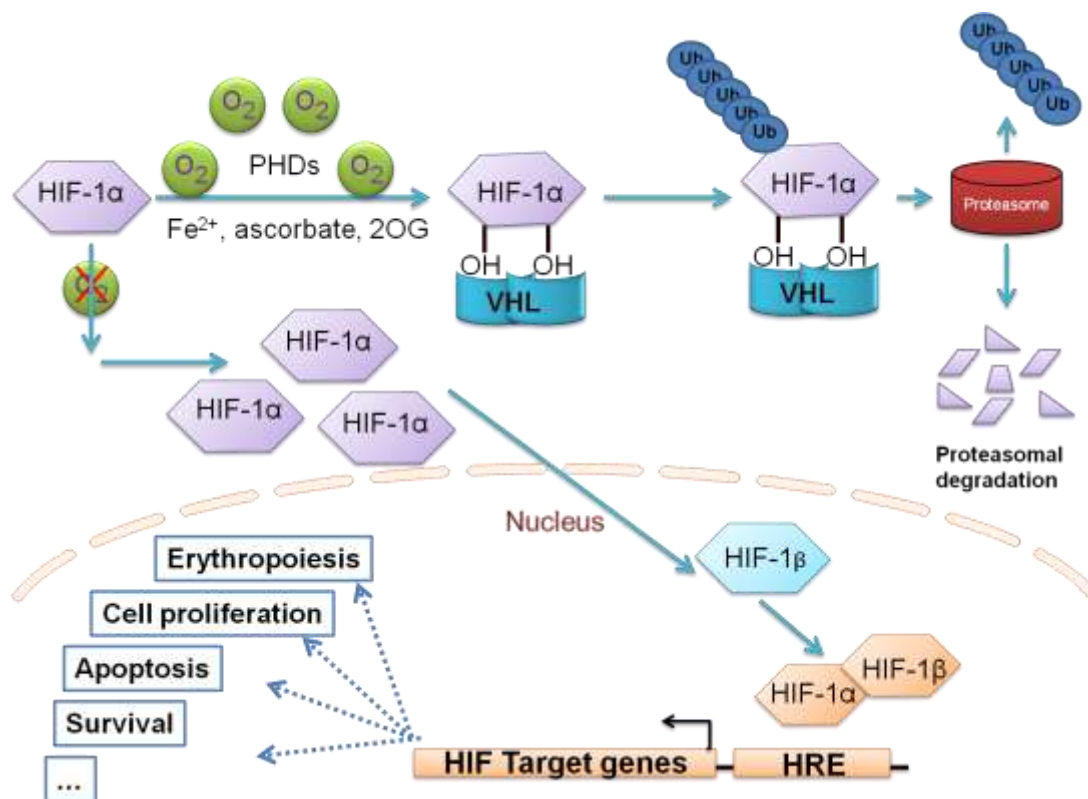 Ub
Ub
Ub
Ub
Ub
Ub
Ub
Ub
Ub
Ub
O₂
O₂
O₂
O₂
PHDs
HIF-1α
Fe²⁺, ascorbate, 2OG
HIF-1α
OH OH
VHL
HIF-1α
OH OH
VHL
Proteasome
O₂
HIF-1α
HIF-1α
HIF-1α
Proteasomal
degradation
Nucleus
HIF-1β
Erythropoiesis
Cell proliferation
Apoptosis
Survival
...
HIF-1α
HIF-1β
HIF Target genes
HRE